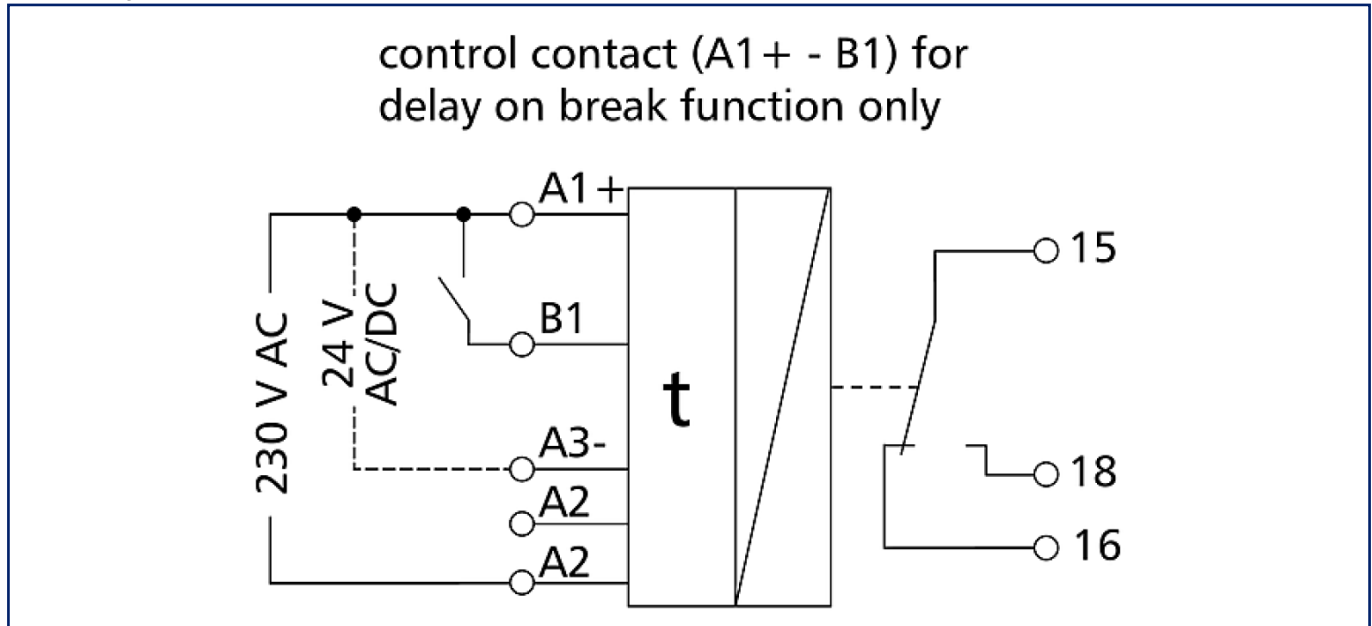 control contact (A1+ - B1) for
delay on break function only
A1+
15
B1
230 V AC
24 V
AC/DC
t
A3-
18
A2
16
A2